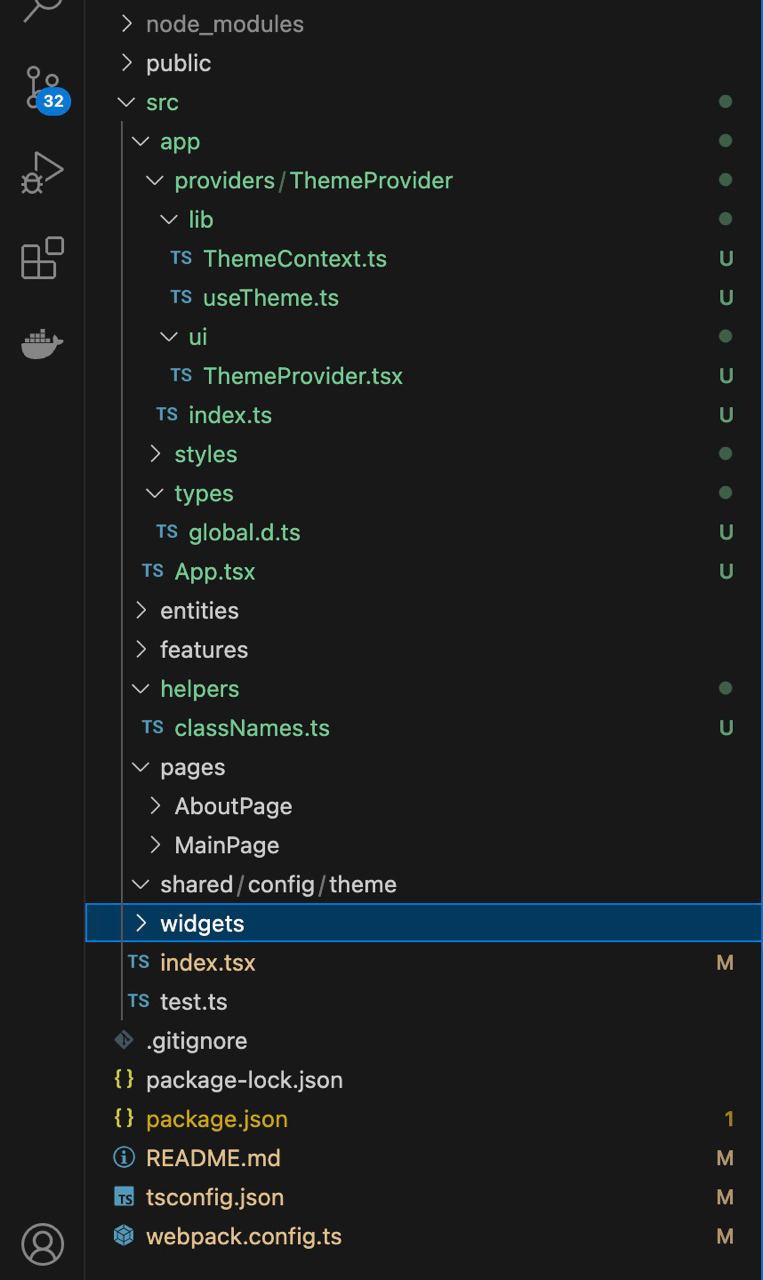 node_modules
public
32
src
app
providers/ThemeProvider
lib
TS ThemeContext.ts U
TS useTheme.ts U
ui
TS ThemeProvider.tsx U
TS index.ts U
styles
types
TS global.d.ts U
TS App.tsx U
entities
features
helpers
TS classNames.ts U
pages
AboutPage
MainPage
shared/config/theme
widgets
TS index.tsx M
TS test.ts
.gitignore
{} package-lock.json
{} package.json 1
README.md M
TS tsconfig.json M
webpack.config.ts M